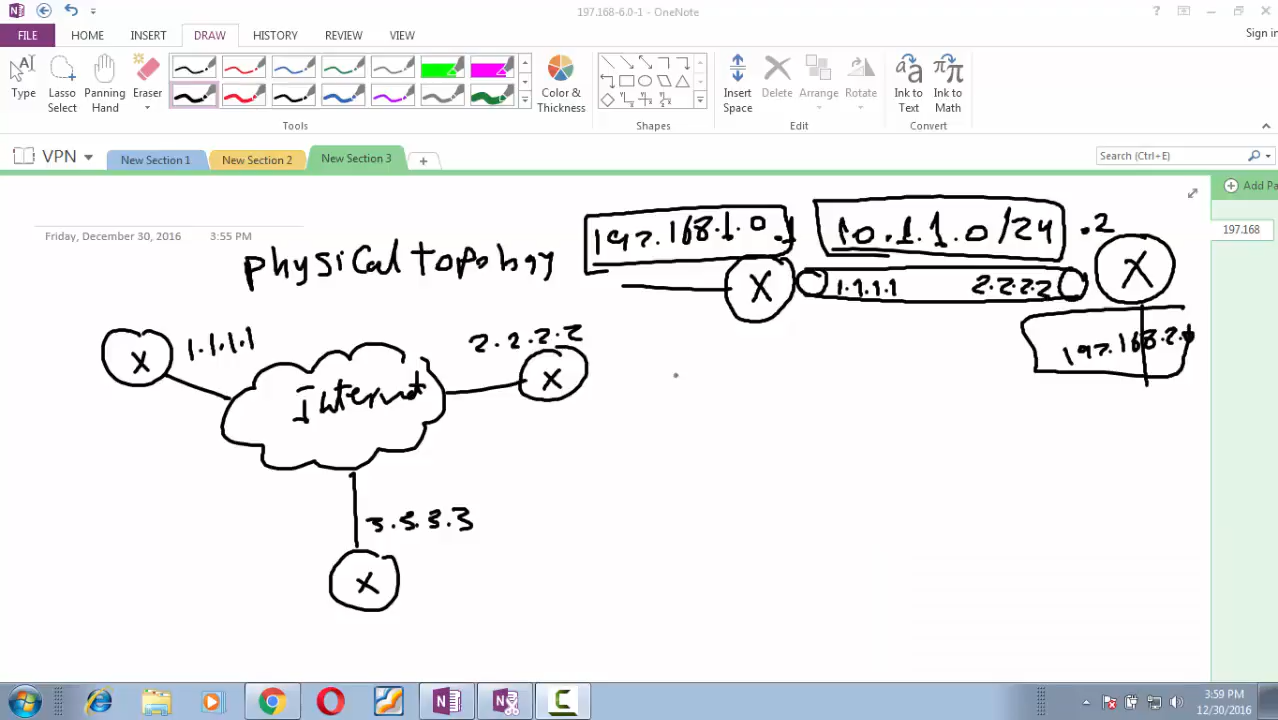 197.168-6.0-1 - OneNote
FILE HOME INSERT DRAW HISTORY REVIEW VIEW Sign in
Type
Lasso Select
Panning Hand
Eraser
Color & Thickness
Insert Space
Delete
Arrange
Rotate
Ink to Text
Ink to Math
Tools Shapes Edit Convert
VPN New Section 1 New Section 2 New Section 3 Search (Ctrl+E)
Add Pa
197.168
Friday, December 30, 2016 3:55 PM
physical topology
197.168.1.0 .1
10.1.1.0/24 .2
X 1.1.1.1 2.2.2.2 X
197.168.2.
X 1.1.1.1
2.2.2.2 X
Internet
3.3.3.3
X
3:59 PM
12/30/2016